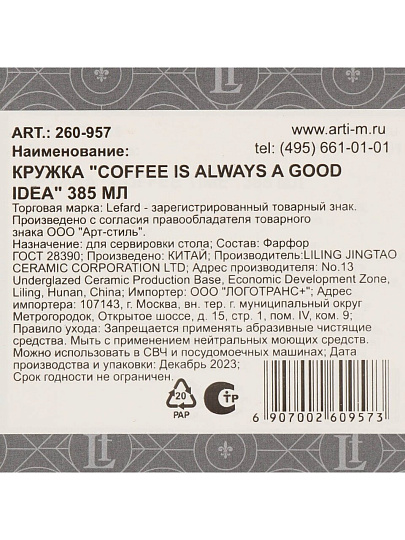 www.arti-m.ru
ART.: 260-957
tel: (495) 661-01-01
Наименование:
КРУЖКА "COFFEE IS ALWAYS A GOOD
IDEA" 385 МЛ
Торговая марка: Lefard - зарегистрированный товарный знак.
Произведено с согласия правообладателя товарного
знака ООО "Арт-стиль".
Назначение: для сервировки стола; Состав: Фарфор
ГОСТ 28390; Произведено: КИТАЙ; Производитель:LILING JINGTAO
CERAMIC CORPORATION LTD; Адрес производителя: No.13
Underglazed Ceramic Production Base, Economic Development Zone,
Liling, Hunan, China; Импортер: ООО "ЛОГОТРАНС+"; Адрес
импортера: 107143, г. Москва, вн. тер. г. муниципальный округ
Метрогородок, Открытое шоссе, д. 15, стр. 1, пом. IV, ком. 9;
Правило ухода: Запрещается применять абразивные чистящие
средства. Мыть с применением нейтральных моющих средств.
Можно использовать в СВЧ и посудомоечных машинах; Дата
производства и упаковки: Декабрь 2023;
Срок годности не ограничен.
20
PAP
СТР
6907002609573